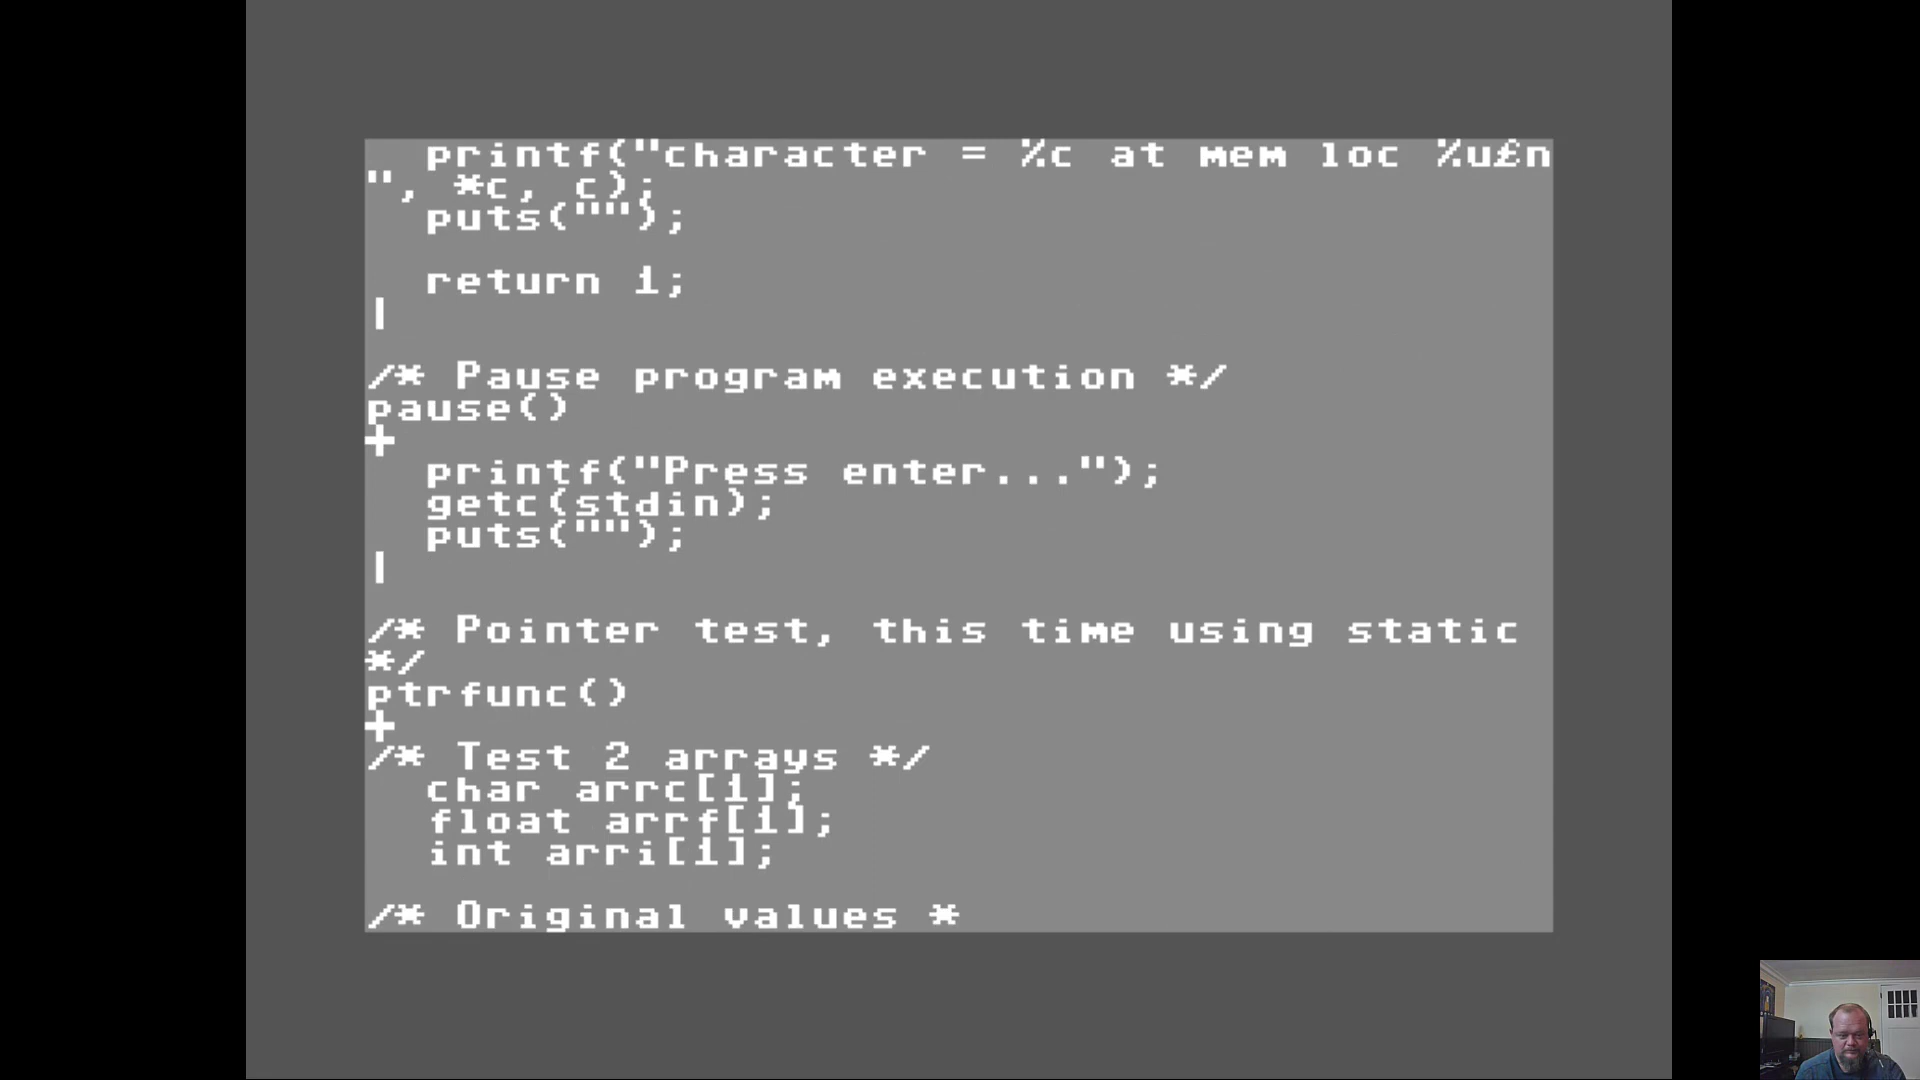 printf("character = %c at mem loc %u£n
", *c, c);
  puts("");
  return i;
|
/* Pause program execution */
pause()
+
  printf("Press enter...");
  getc(stdin);
  puts("");
|
/* Pointer test, this time using static
*/
ptrfunc()
+
/* Test 2 arrays */
  char arrc[1];
  float arrf[1];
  int arri[1];
/* Original values *